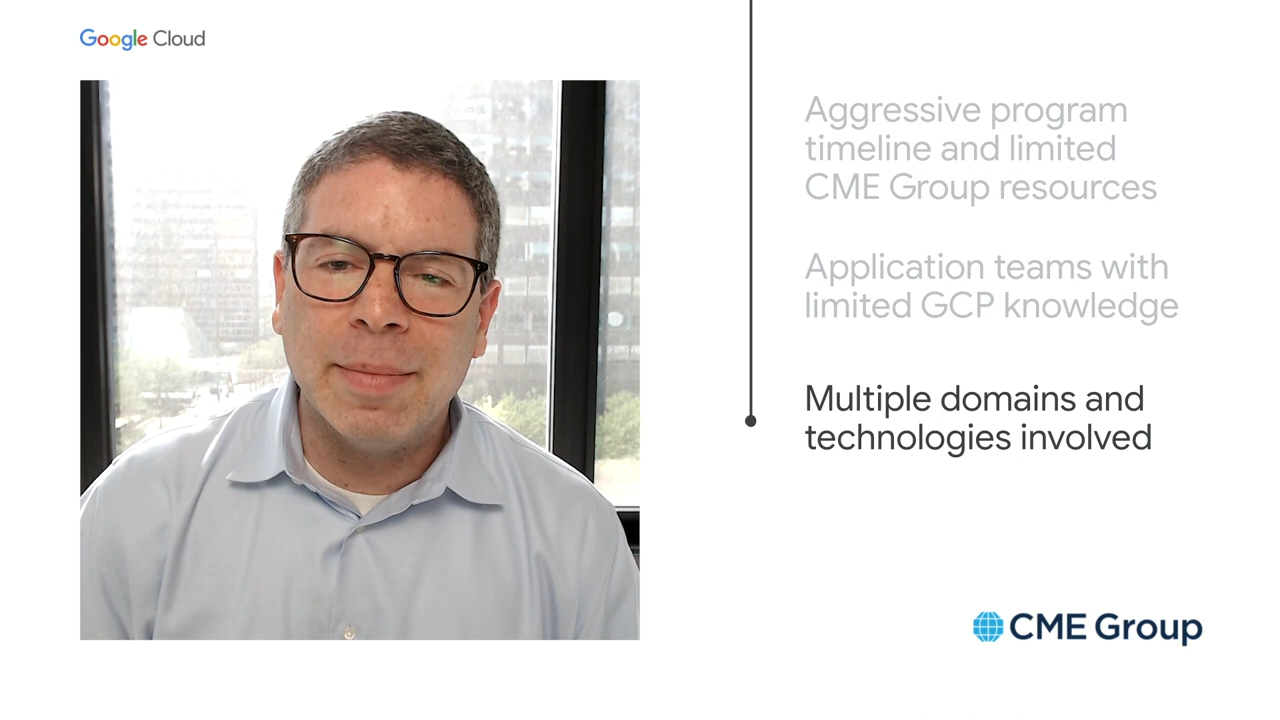 Google Cloud
Aggressive program
timeline and limited
CME Group resources
Application teams with
limited GCP knowledge
Multiple domains and
technologies involved
CME Group